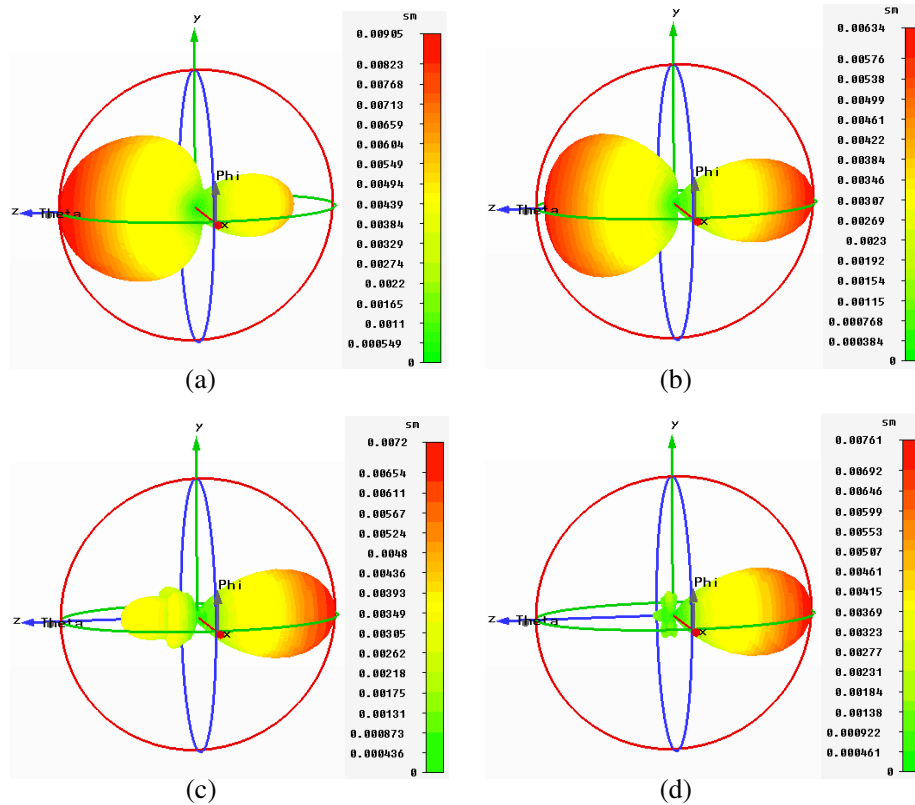 y
sm
0.00905
0.00823
0.00768
0.00713
0.00659
0.00604
0.00549
0.00494
0.00439
0.00384
0.00329
0.00274
0.0022
0.00165
0.0011
0.000549
0
Phi
z Theta
x
(a)
y
sm
0.00634
0.00576
0.00538
0.00499
0.00461
0.00422
0.00384
0.00346
0.00307
0.00269
0.0023
0.00192
0.00154
0.00115
0.000768
0.000384
0
Phi
z Theta
x
(b)
y
sm
0.0072
0.00654
0.00611
0.00567
0.00524
0.0048
0.00436
0.00393
0.00349
0.00305
0.00262
0.00218
0.00175
0.00131
0.000873
0.000436
0
Phi
z Theta
x
(c)
y
sm
0.00761
0.00692
0.00646
0.00599
0.00553
0.00507
0.00461
0.00415
0.00369
0.00323
0.00277
0.00231
0.00184
0.00138
0.000922
0.000461
0
Phi
z Theta
x
(d)